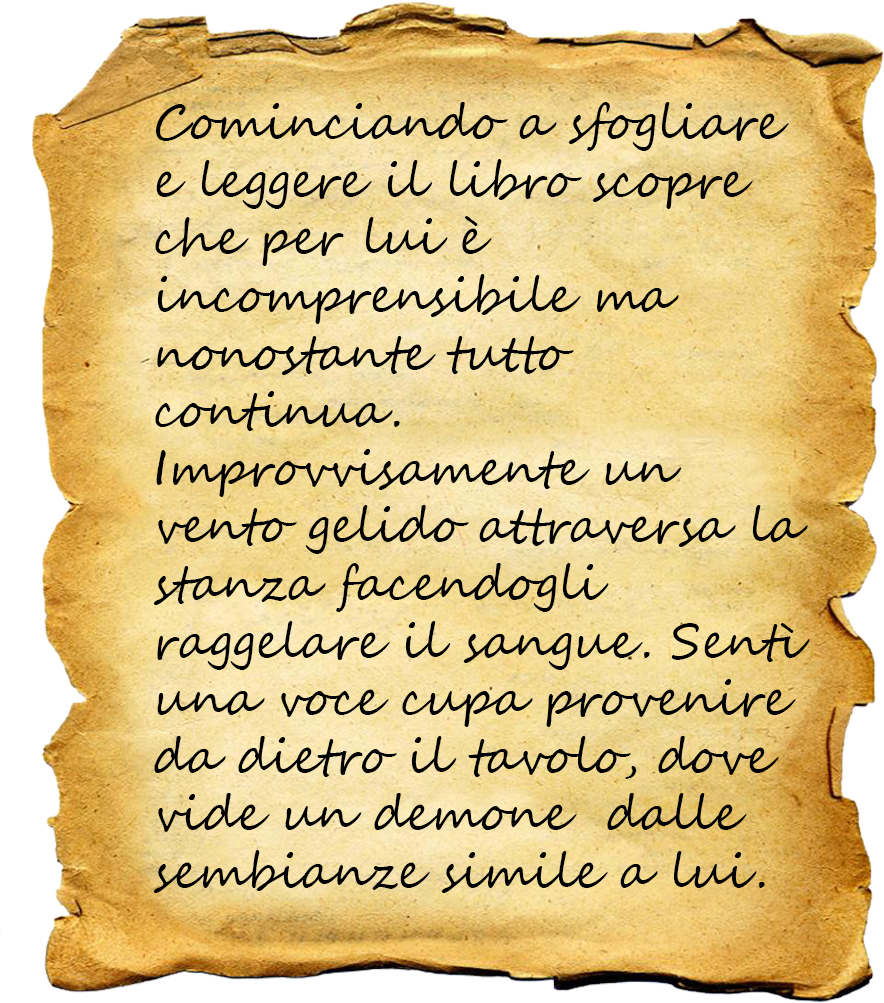 Cominciando a sfogliare
e leggere il libro scopre
che per lui è
incomprensibile ma
nonostante tutto
continua.
Improvvisamente un
vento gelido attraversa la
stanza facendogli
raggelare il sangue. Sentì
una voce cupa provenire
da dietro il tavolo, dove
vide un demone  dalle
sembianze simile a lui.